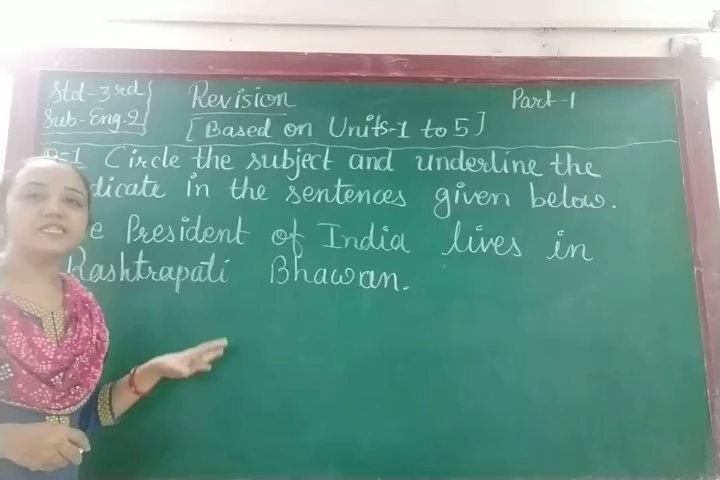 Std-3rd
Sub-Eng-2
Revision
Part-1
[Based on Units-1 to 5]
Circle the subject and underline the
dicate in the sentences given below.
e President of India lives in
Rashtrapati Bhawan.